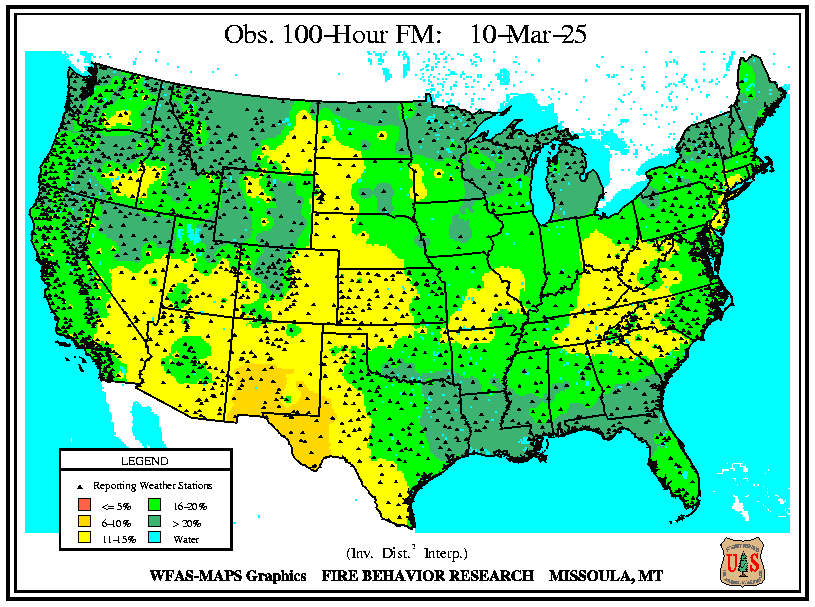 Obs. 100-Hour FM: 10-Mar-25
LEGEND
Reporting Weather Stations
<= 5% 16-20%
6-10% > 20%
11-15% Water
(Inv. Dist.² Interp.)
WFAS-MAPS Graphics FIRE BEHAVIOR RESEARCH MISSOULA, MT
U S